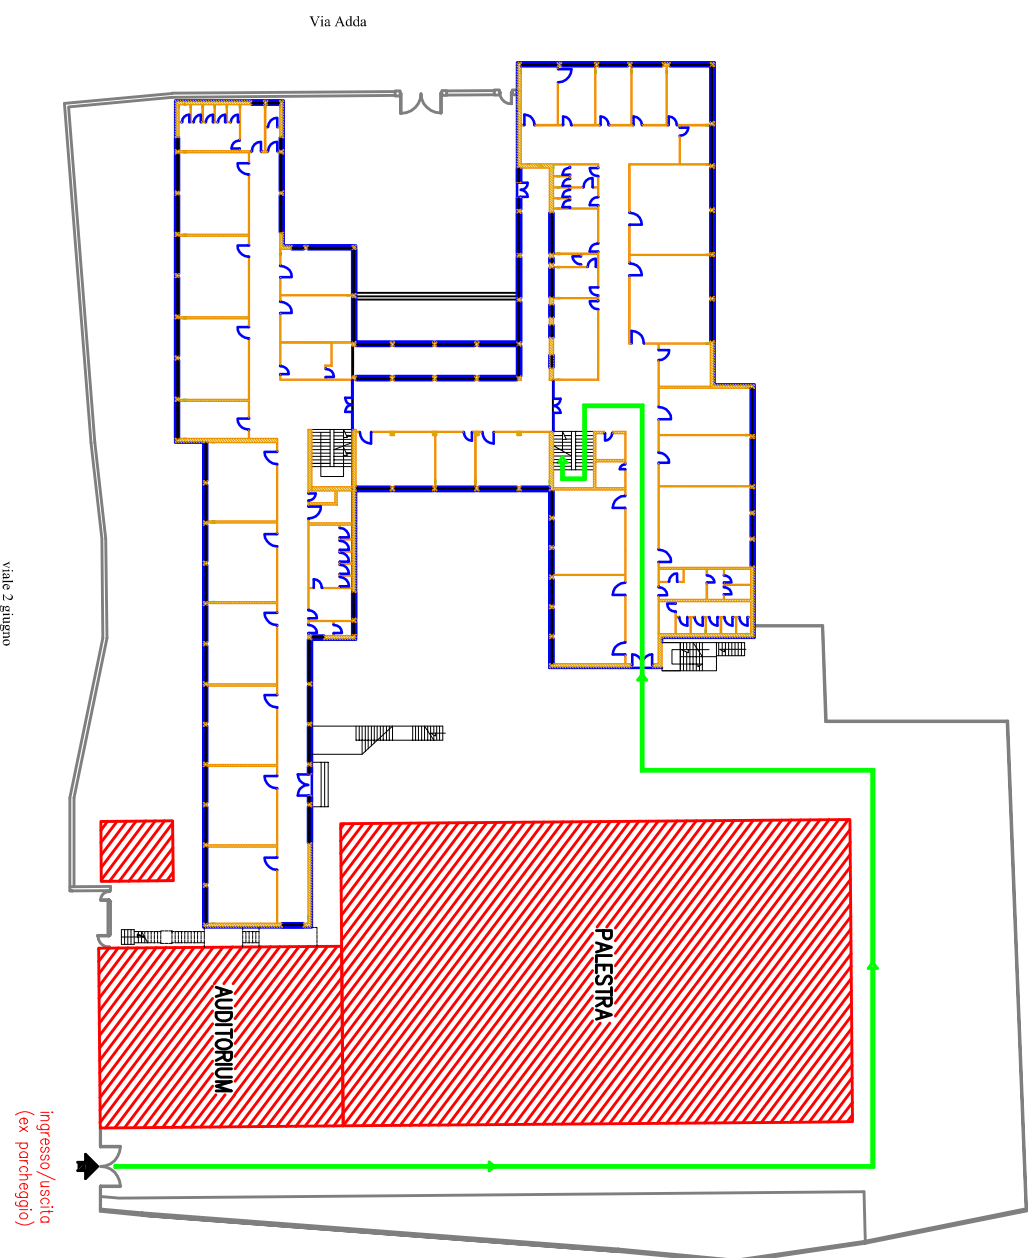 Via Adda
viale 2 giugno
PALESTRA
AUDITORIUM
ingresso/uscita
(ex parcheggio)